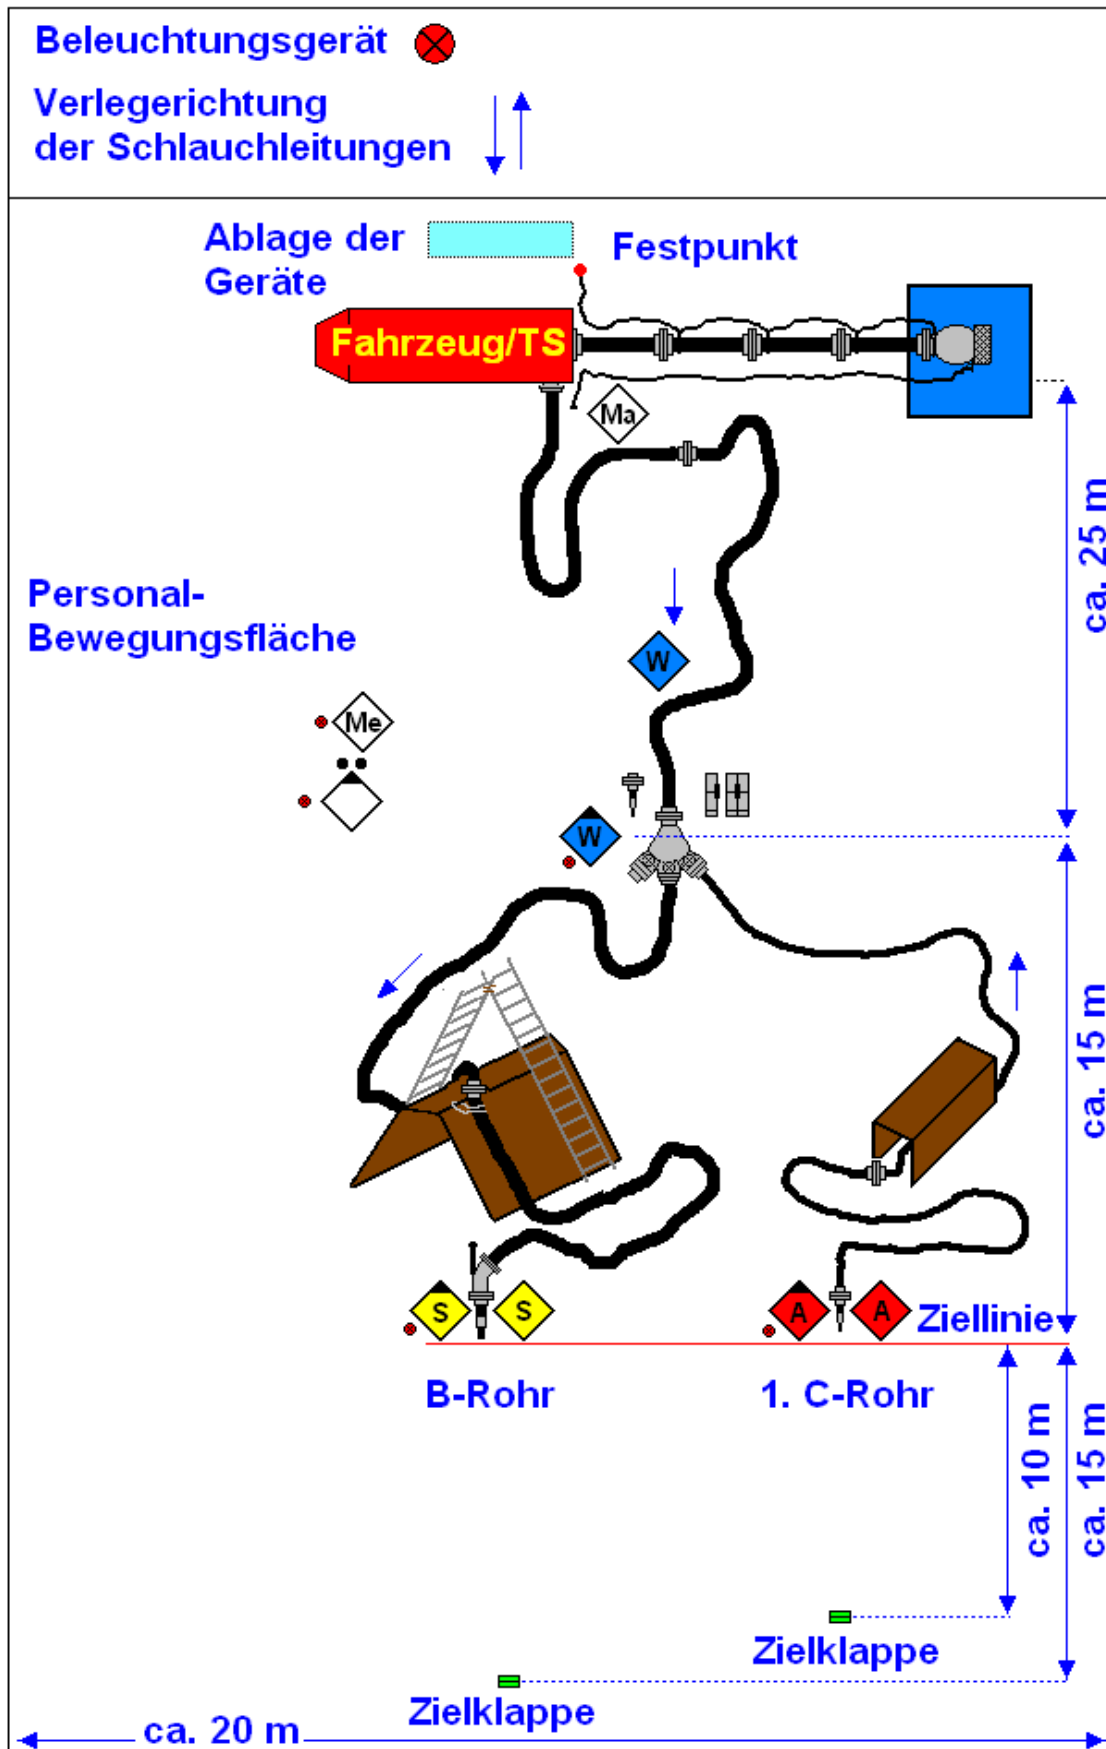 Beleuchtungsgerät
Verlegerichtung
der Schlauchleitungen
Ablage der
Geräte
Festpunkt
Fahrzeug/TS
Ma
ca. 25 m
Personal-
Bewegungsfläche
W
Me
W
ca. 15 m
S
S
A
A
Ziellinie
B-Rohr
1. C-Rohr
ca. 10 m
ca. 15 m
Zielklappe
Zielklappe
ca. 20 m